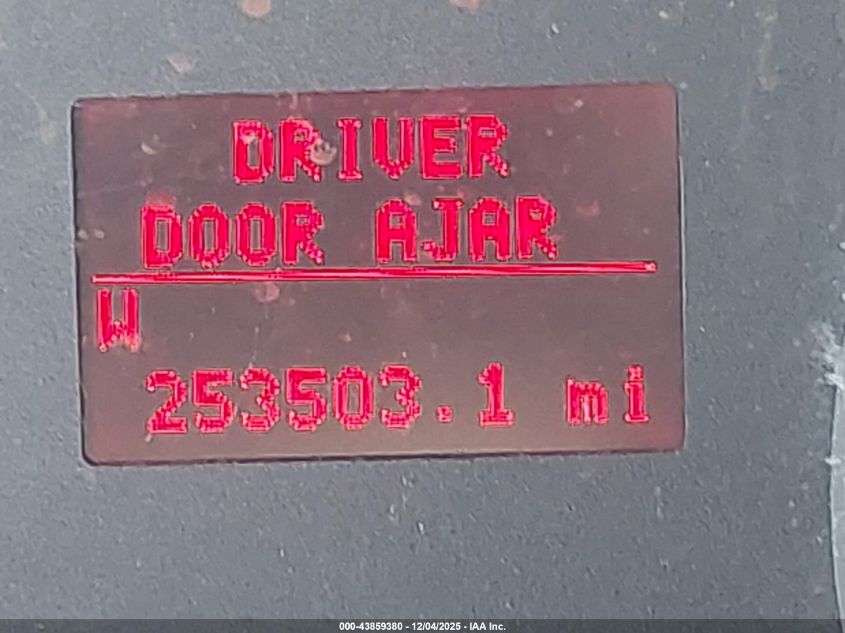 DRIVER
DOOR AJAR
W
253503.1 mi
000-43859380 - 12/04/2025 - IAA Inc.